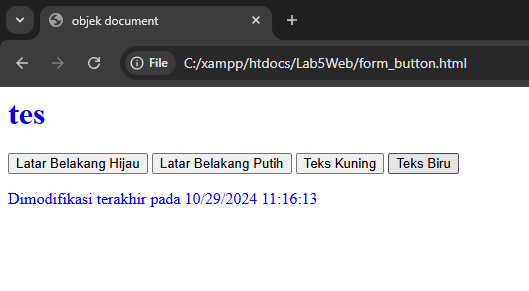 objek document
File C:/xampp/htdocs/Lab5Web/form_button.html
tes
Latar Belakang Hijau Latar Belakang Putih Teks Kuning Teks Biru
Dimodifikasi terakhir pada 10/29/2024 11:16:13